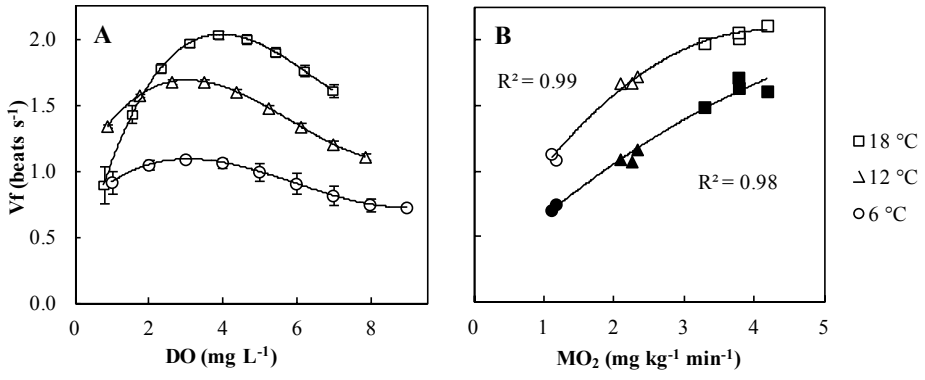 A
B
2.0
1.5
1.0
0.5
0.0
Vf (beats s⁻¹)
0 2 4 6 8
DO (mg L⁻¹)
R² = 0.99
R² = 0.98
0 1 2 3 4 5
MO₂ (mg kg⁻¹ min⁻¹)
18 °C
12 °C
6 °C